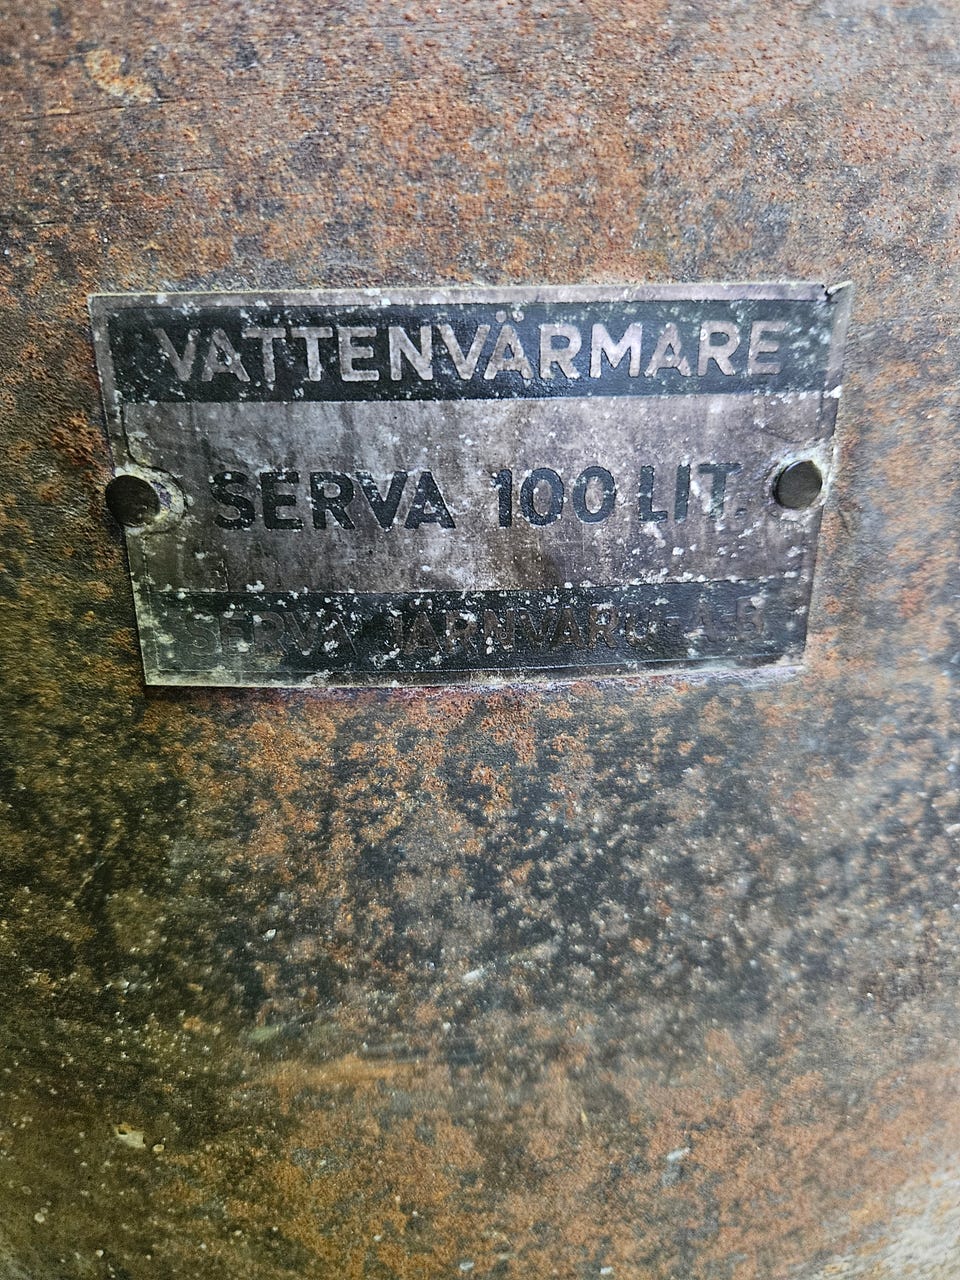 VATTENVÄRMARE
SERVA 100 LIT.
SERVA JÄRNVARU-A-B